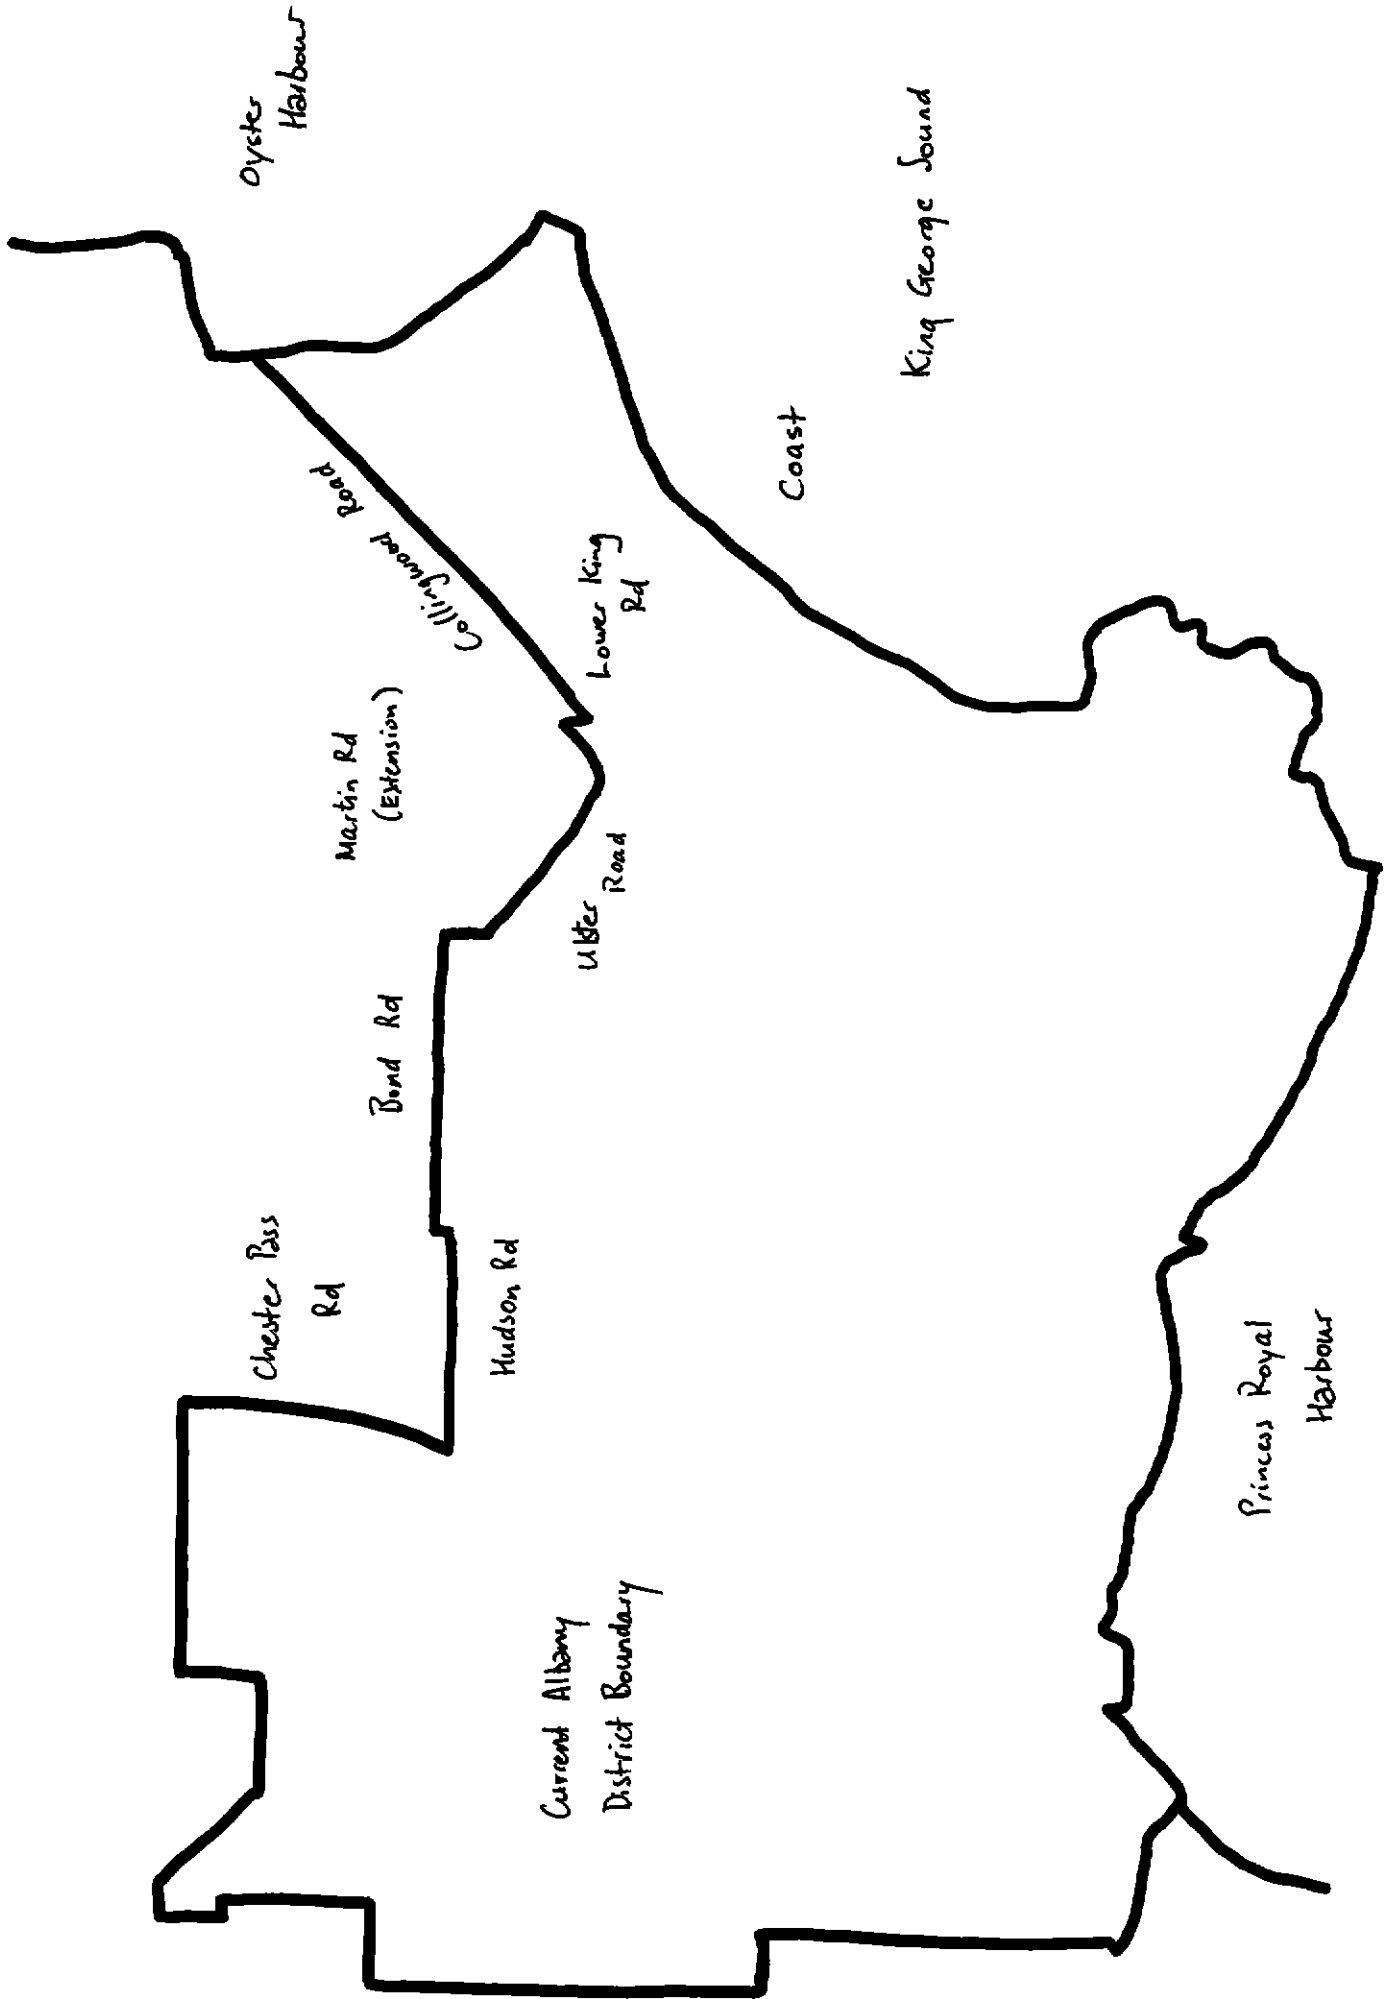 Oyster
Harbour
Collingwood Road
Martin Rd
(Extension)
Lower King
Rd
King George Sound
Coast
Ulster
Road
Bond Rd
Chester Pass
Rd
Hudson Rd
Princess Royal
Harbour
Current Albany
District Boundary